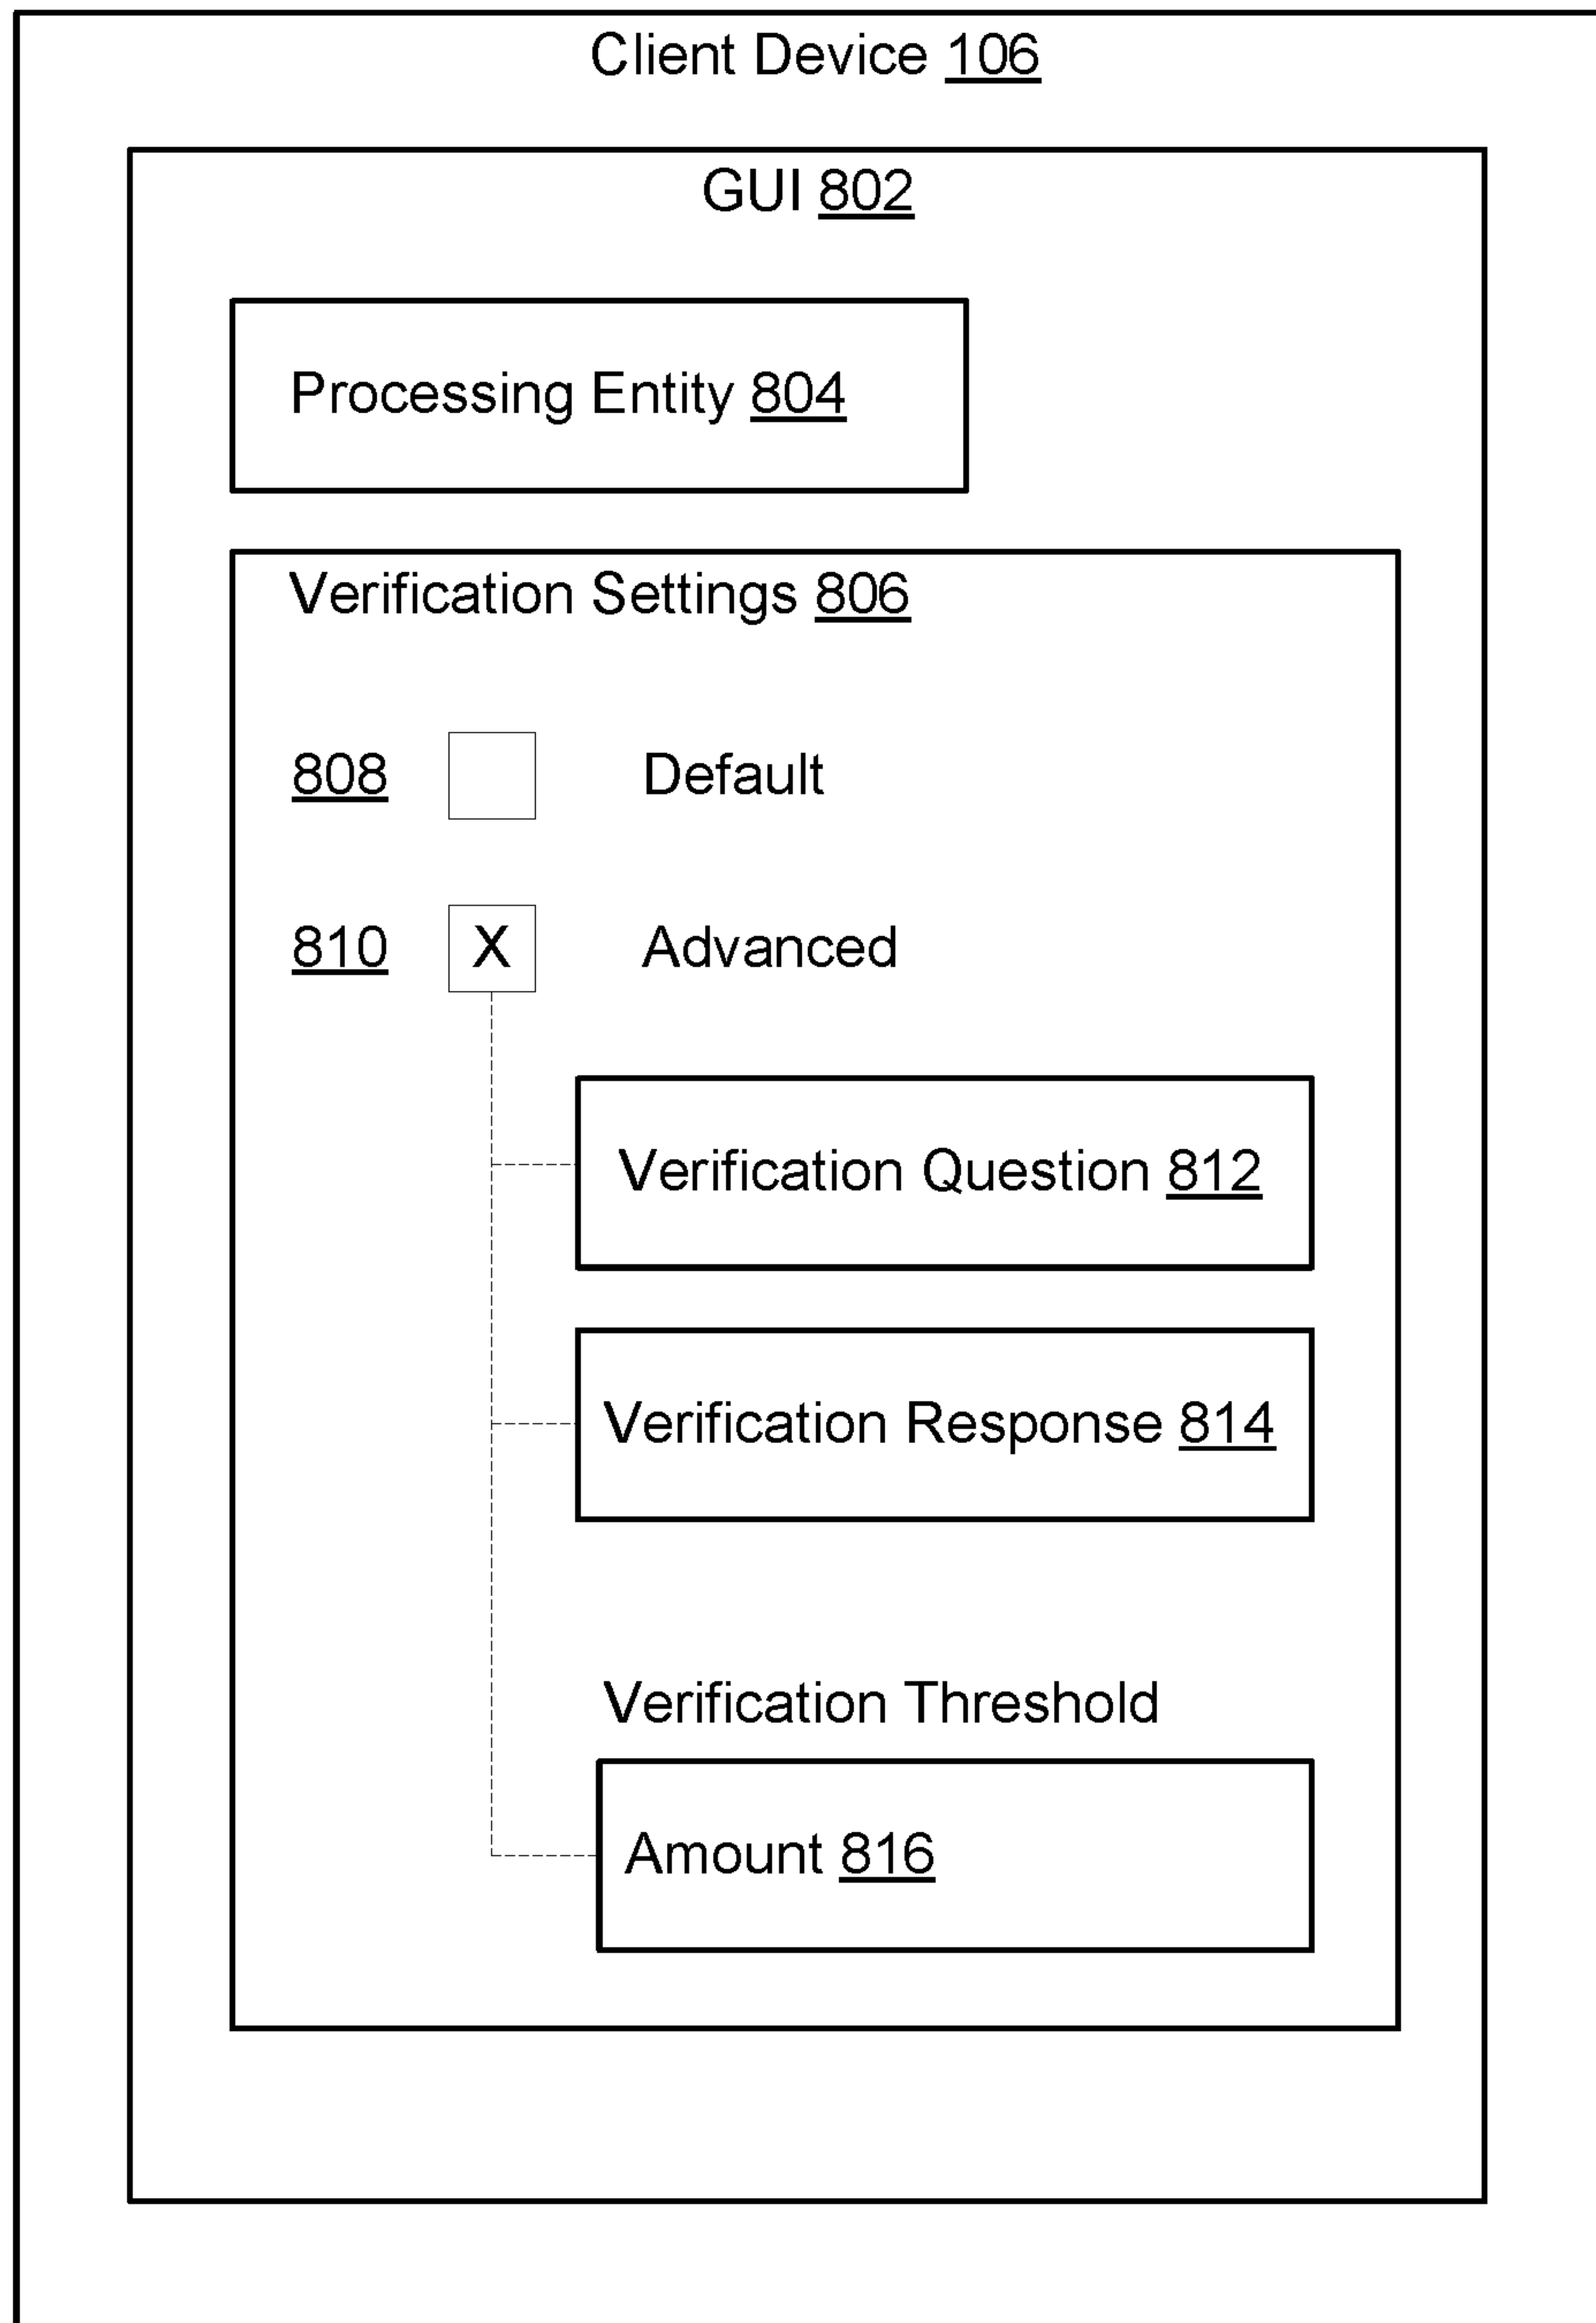 Client Device 106
GUI 802
Processing Entity 804
Verification Settings 806
808 Default
810 X Advanced
Verification Question 812
Verification Response 814
Verification Threshold
Amount 816